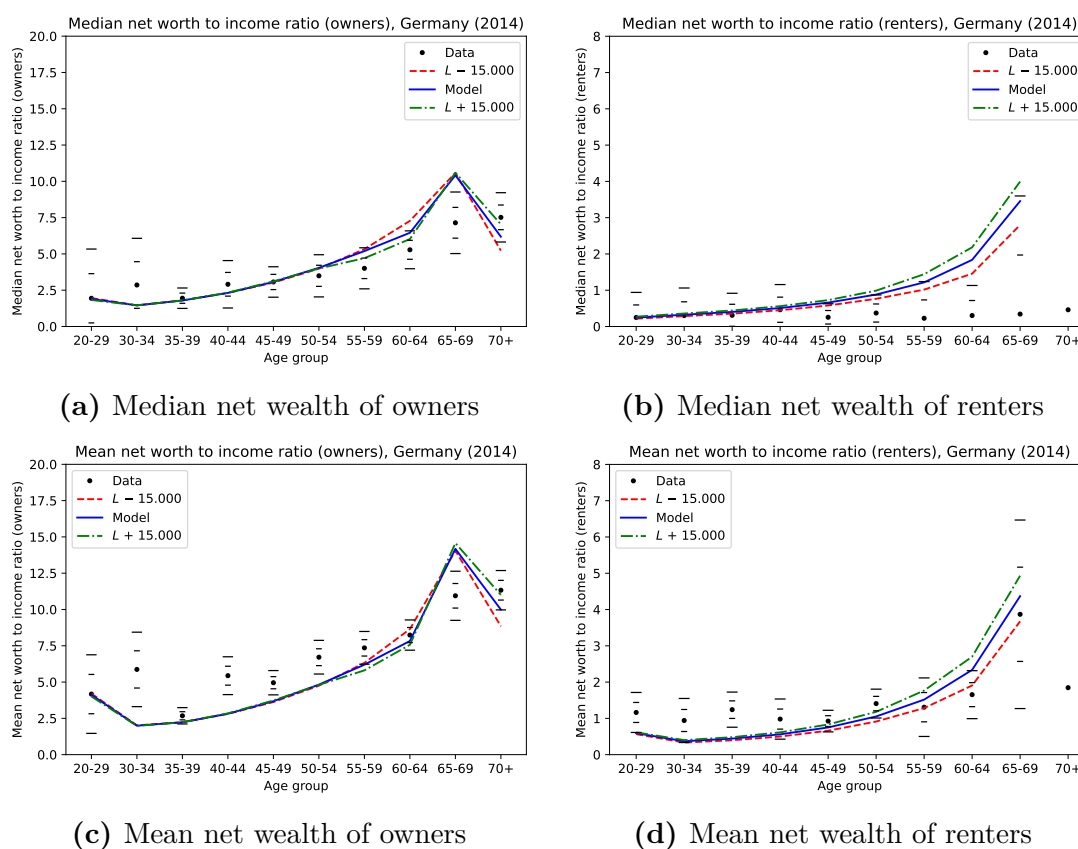 Median net worth to income ratio (owners), Germany (2014)
Median net worth to income ratio (owners)
20.0
17.5
15.0
12.5
10.0
7.5
5.0
2.5
0.0
Data
L − 15.000
Model
L + 15.000
20-29 30-34 35-39 40-44 45-49 50-54 55-59 60-64 65-69 70+
Age group
(a) Median net wealth of owners
Median net worth to income ratio (renters), Germany (2014)
Median net worth to income ratio (renters)
8
7
6
5
4
3
2
1
0
Data
L − 15.000
Model
L + 15.000
20-29 30-34 35-39 40-44 45-49 50-54 55-59 60-64 65-69 70+
Age group
(b) Median net wealth of renters
Mean net worth to income ratio (owners), Germany (2014)
Mean net worth to income ratio (owners)
20.0
17.5
15.0
12.5
10.0
7.5
5.0
2.5
0.0
Data
L − 15.000
Model
L + 15.000
20-29 30-34 35-39 40-44 45-49 50-54 55-59 60-64 65-69 70+
Age group
(c) Mean net wealth of owners
Mean net worth to income ratio (renters), Germany (2014)
Mean net worth to income ratio (renters)
8
7
6
5
4
3
2
1
0
Data
L − 15.000
Model
L + 15.000
20-29 30-34 35-39 40-44 45-49 50-54 55-59 60-64 65-69 70+
Age group
(d) Mean net wealth of renters